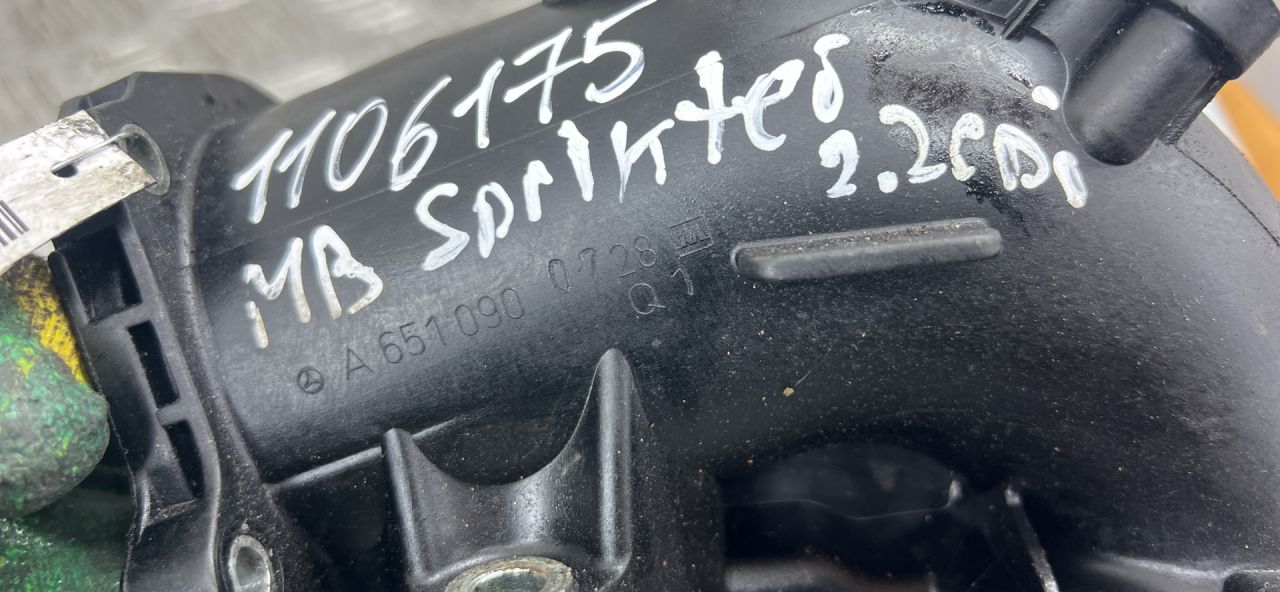 1106175
MB Sprinter
2.2CDi
A 651 090 0728 M
Q 1